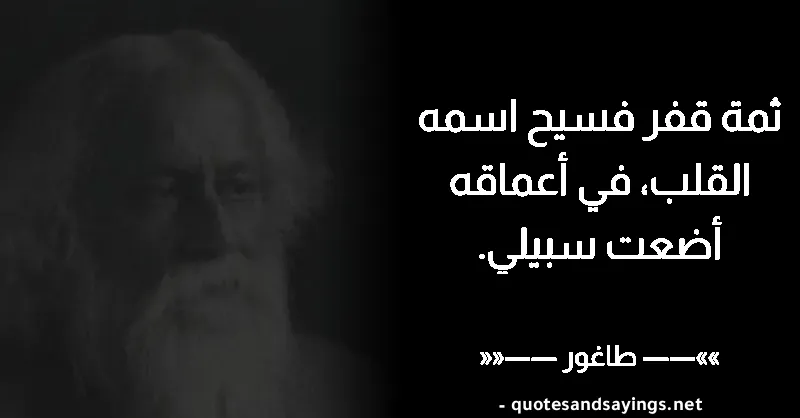 ثمة قفر فسيح اسمه
القلب، في أعماقه
أضعت سبيلي.
»»—— طاغور ——««
- quotesandsayings.net